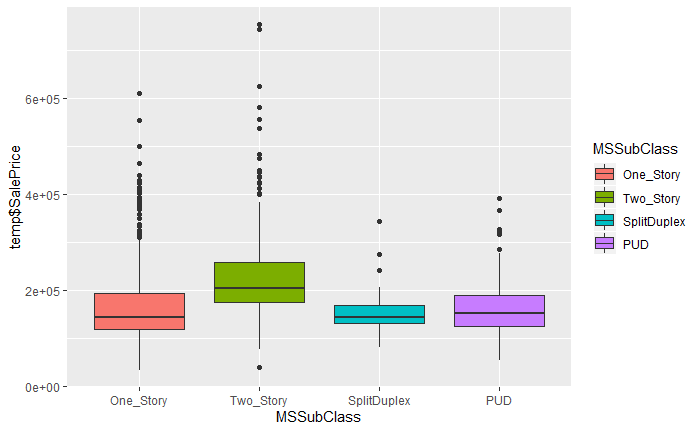 temp$SalePrice
6e+05
4e+05
2e+05
0e+00
One_Story
Two_Story
SplitDuplex
PUD
MSSubClass
MSSubClass
One_Story
Two_Story
SplitDuplex
PUD